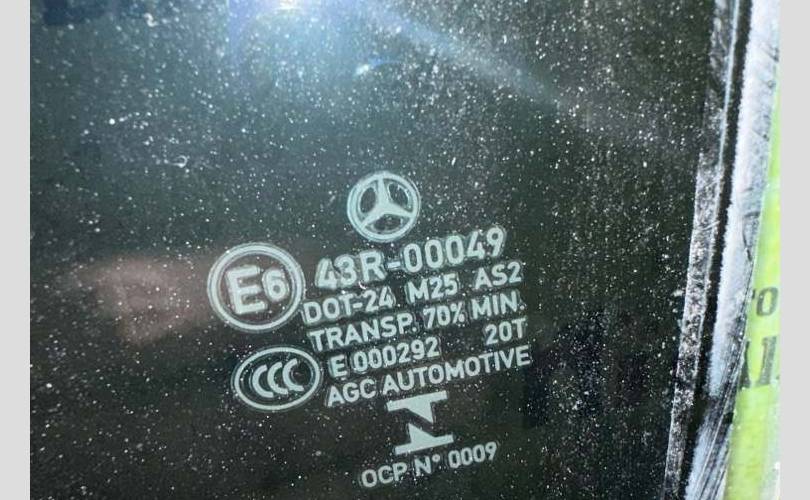 E6 43R-00049
DOT-24 M25 AS2
TRANSP. 70% MIN.
E 000292 20T
CCC AGC AUTOMOTIVE
OCP N° 0009